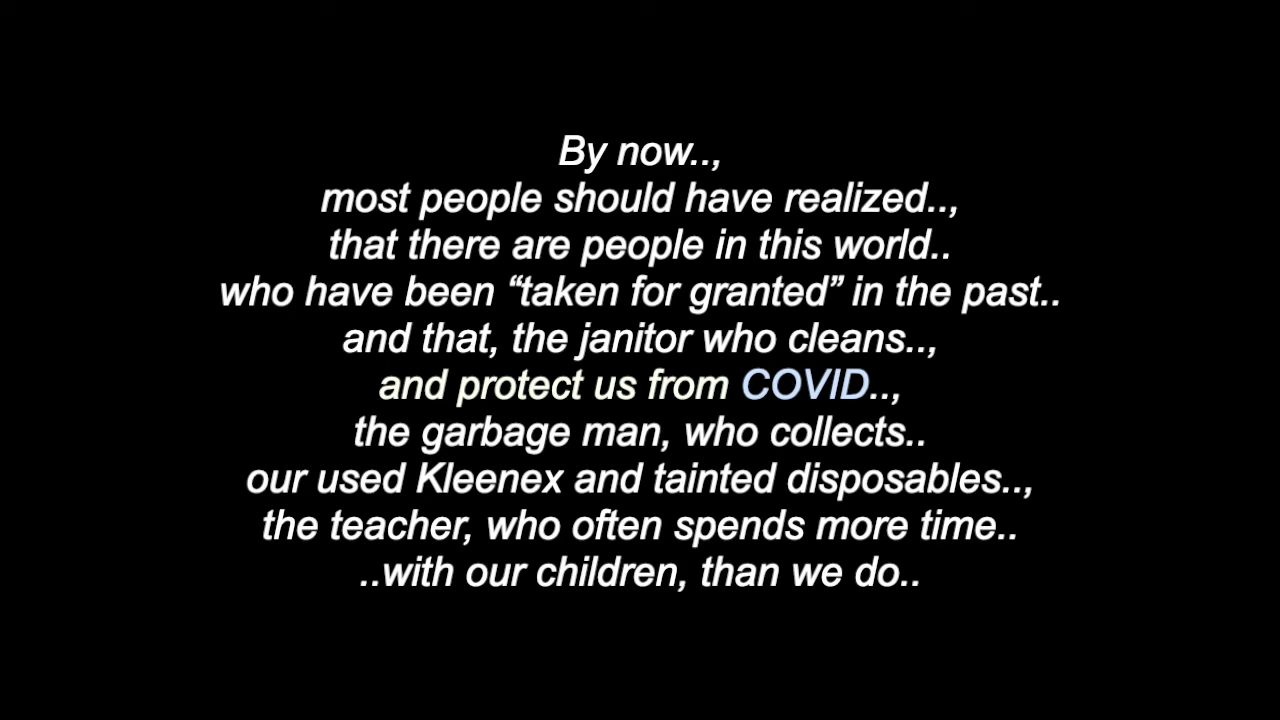 By now..,
most people should have realized..,
that there are people in this world..
who have been “taken for granted” in the past..
and that, the janitor who cleans..,
and protect us from COVID..,
the garbage man, who collects..
our used Kleenex and tainted disposables..,
the teacher, who often spends more time..
..with our children, than we do..